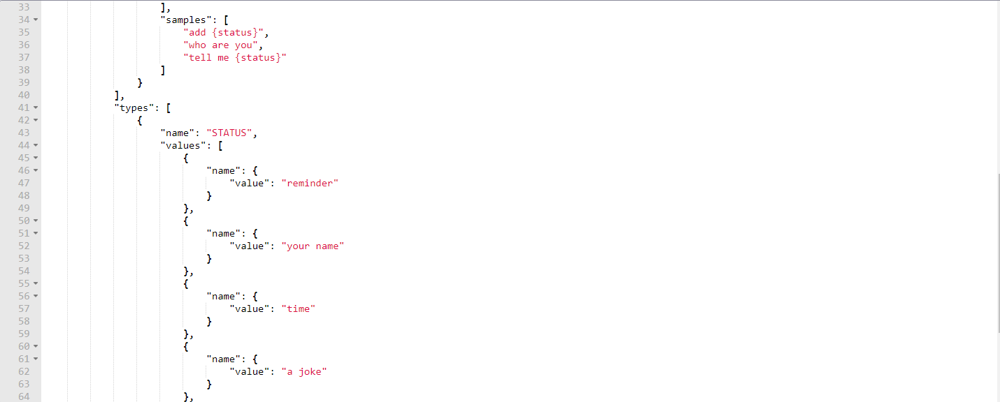 33 ],
34 "samples": [
35 "add {status}",
36 "who are you",
37 "tell me {status}"
38 ]
39 }
40 ],
41 "types": [
42 {
43 "name": "STATUS",
44 "values": [
45 {
46 "name": {
47 "value": "reminder"
48 }
49 },
50 {
51 "name": {
52 "value": "your name"
53 }
54 },
55 {
56 "name": {
57 "value": "time"
58 }
59 },
60 {
61 "name": {
62 "value": "a joke"
63 }
64 },